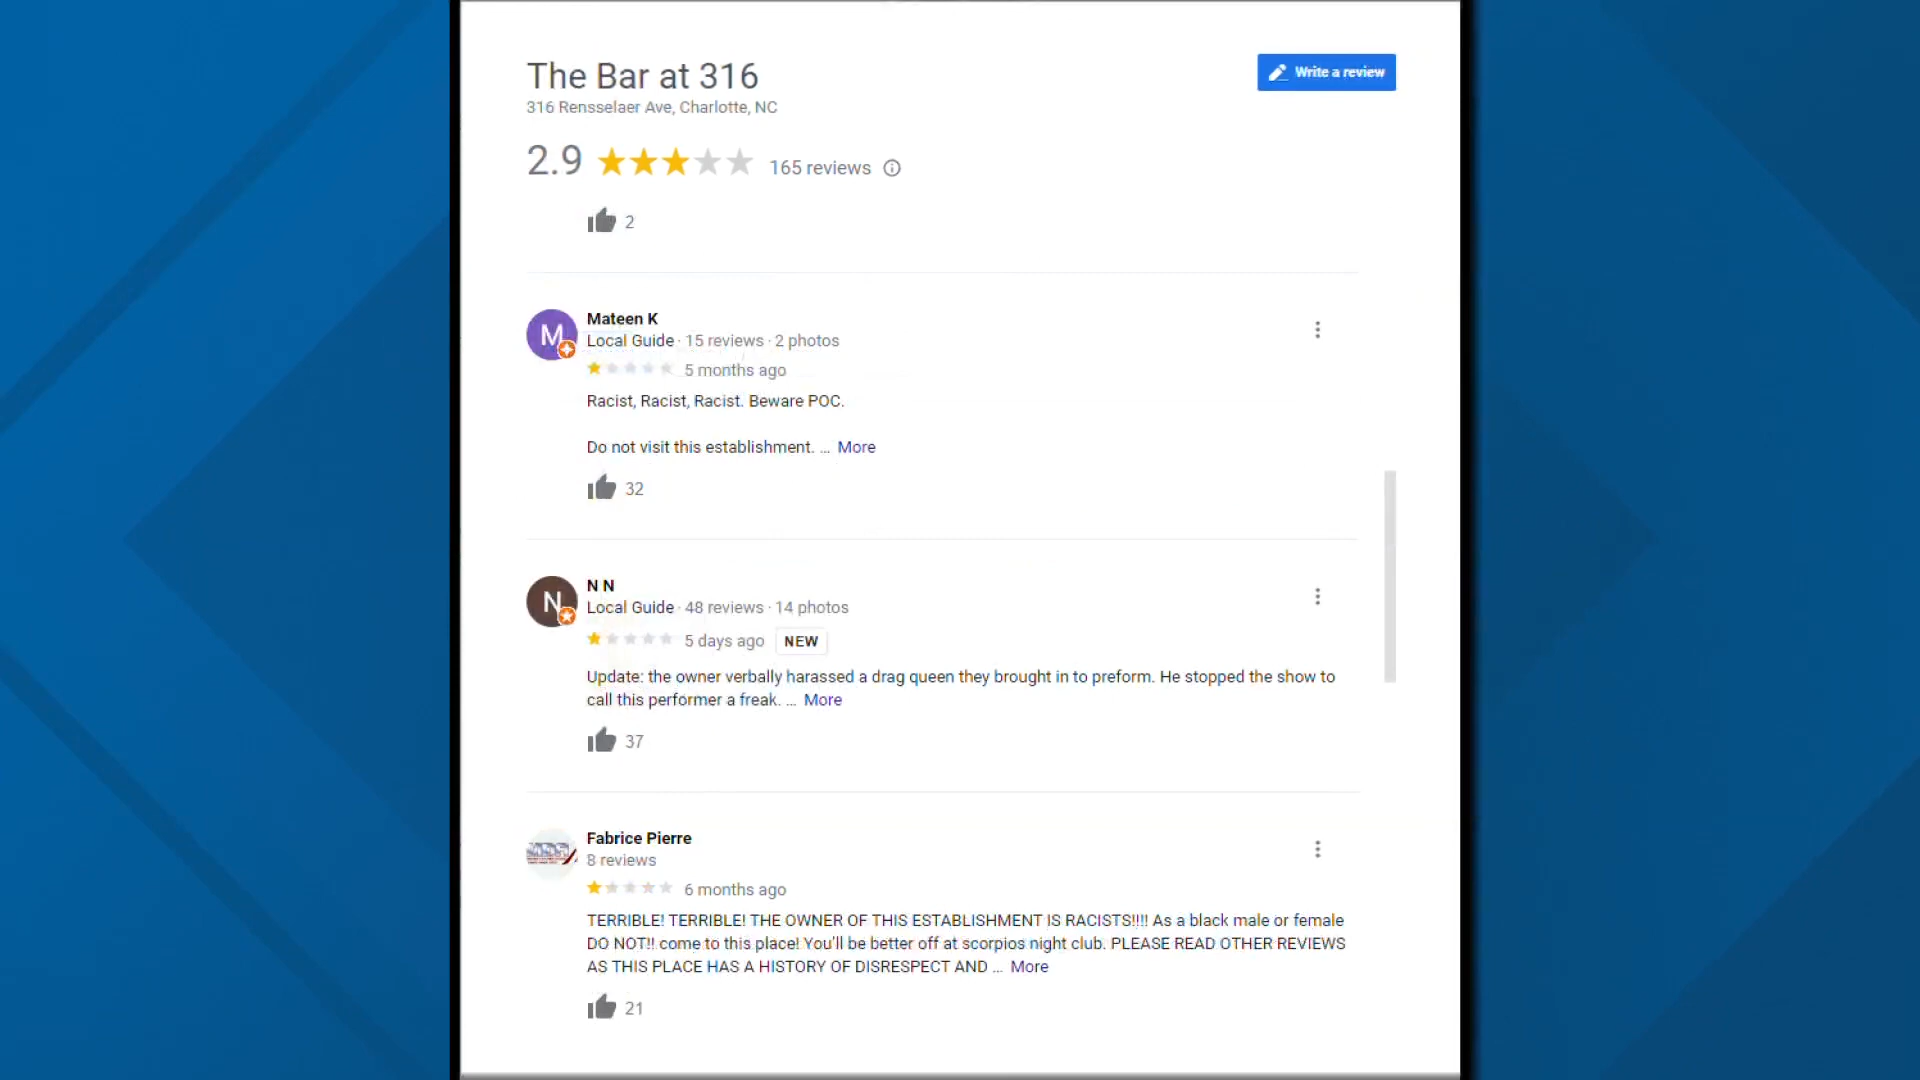 The Bar at 316
Write a review
316 Rensselaer Ave, Charlotte, NC
2.9 165 reviews
2
M
Mateen K
Local Guide · 15 reviews · 2 photos
5 months ago
Racist, Racist, Racist. Beware POC.
Do not visit this establishment. ... More
32
N
N N
Local Guide · 48 reviews · 14 photos
5 days ago NEW
Update: the owner verbally harassed a drag queen they brought in to preform. He stopped the show to
call this performer a freak. ... More
37
Fabrice Pierre
8 reviews
6 months ago
TERRIBLE! TERRIBLE! THE OWNER OF THIS ESTABLISHMENT IS RACISTS!!!! As a black male or female
DO NOT!! come to this place! You'll be better off at scorpios night club. PLEASE READ OTHER REVIEWS
AS THIS PLACE HAS A HISTORY OF DISRESPECT AND ... More
21